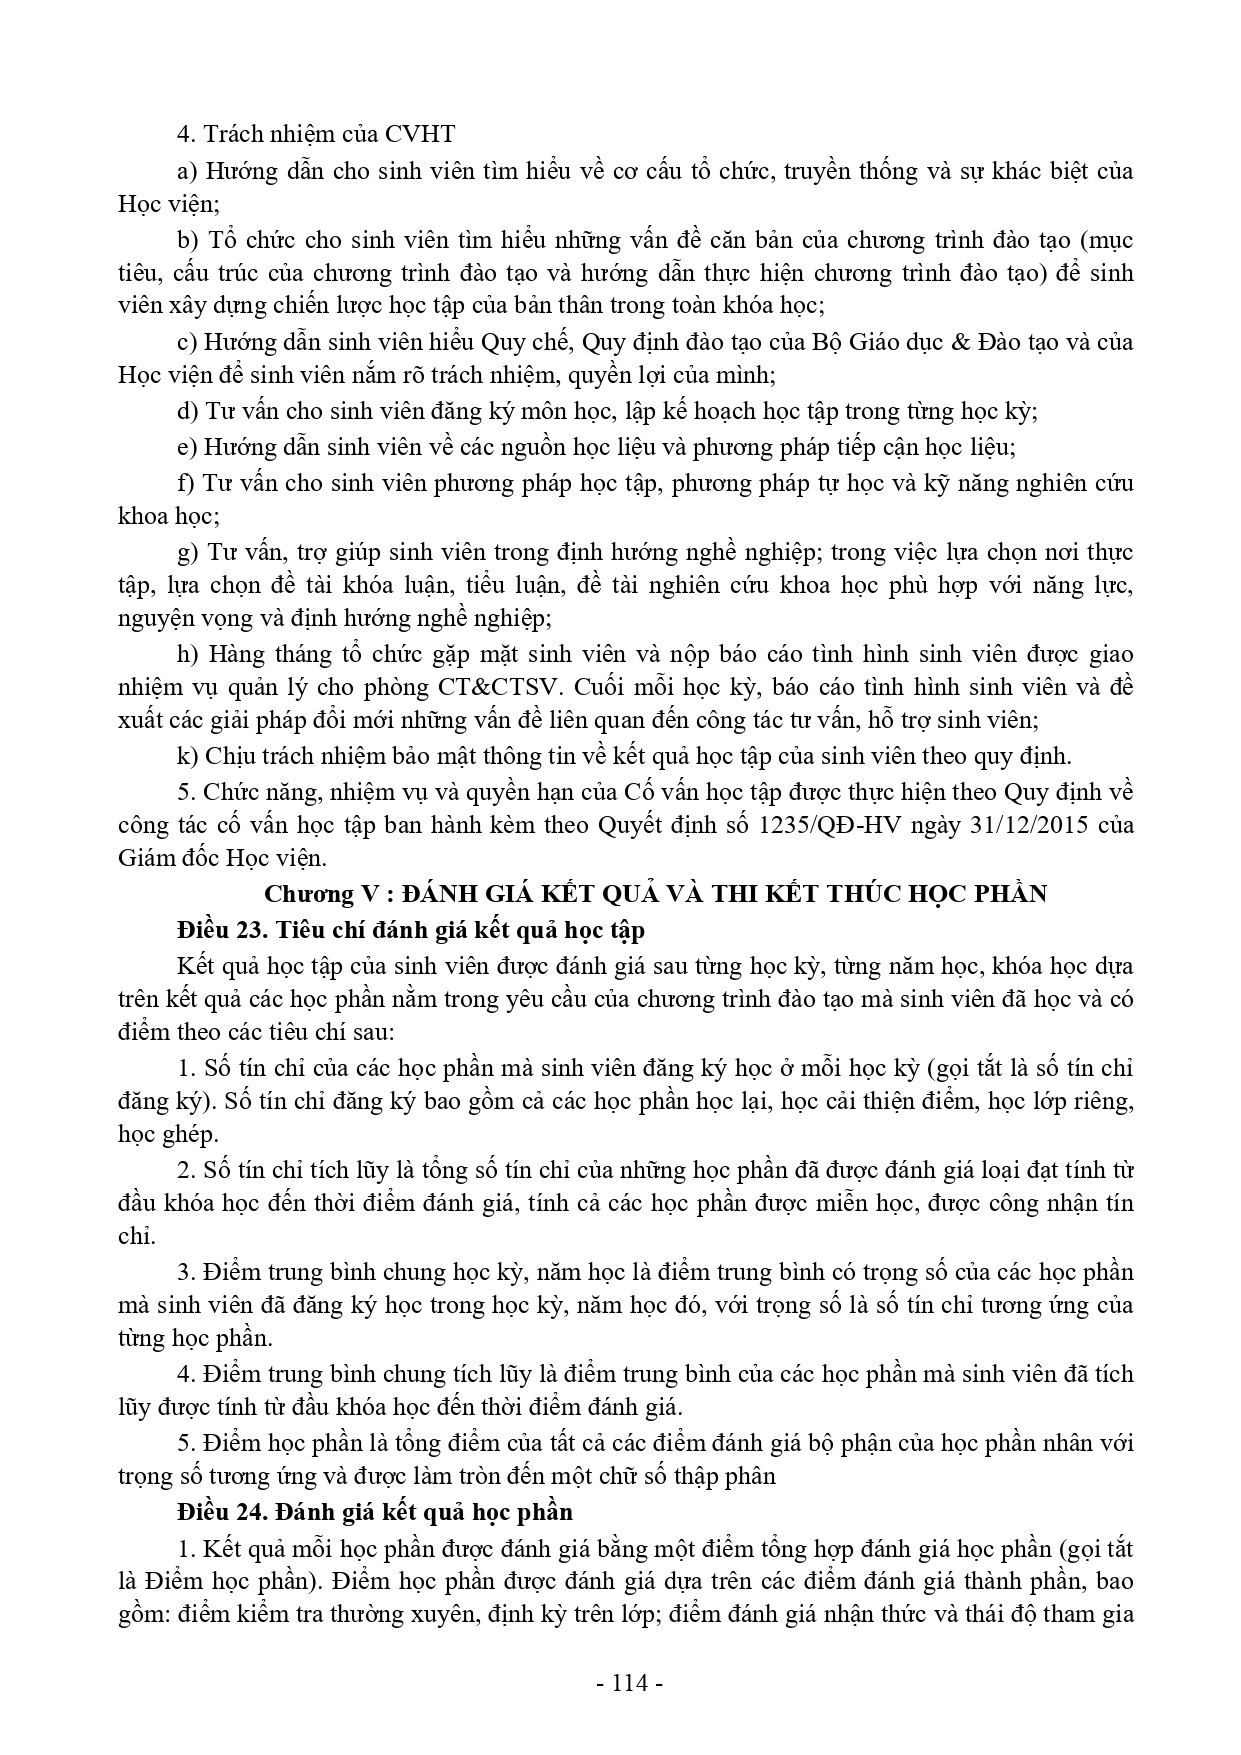 4. Trách nhiệm của CVHT
a) Hướng dẫn cho sinh viên tìm hiểu về cơ cấu tổ chức, truyền thống và sự khác biệt của
Học viện;
b) Tổ chức cho sinh viên tìm hiểu những vấn đề căn bản của chương trình đào tạo (mục
tiêu, cấu trúc của chương trình đào tạo và hướng dẫn thực hiện chương trình đào tạo) để sinh
viên xây dựng chiến lược học tập của bản thân trong toàn khóa học;
c) Hướng dẫn sinh viên hiểu Quy chế, Quy định đào tạo của Bộ Giáo dục & Đào tạo và của
Học viện để sinh viên nắm rõ trách nhiệm, quyền lợi của mình;
d) Tư vấn cho sinh viên đăng ký môn học, lập kế hoạch học tập trong từng học kỳ;
e) Hướng dẫn sinh viên về các nguồn học liệu và phương pháp tiếp cận học liệu;
f) Tư vấn cho sinh viên phương pháp học tập, phương pháp tự học và kỹ năng nghiên cứu
khoa học;
g) Tư vấn, trợ giúp sinh viên trong định hướng nghề nghiệp; trong việc lựa chọn nơi thực
tập, lựa chọn đề tài khóa luận, tiểu luận, đề tài nghiên cứu khoa học phù hợp với năng lực,
nguyện vọng và định hướng nghề nghiệp;
h) Hàng tháng tổ chức gặp mặt sinh viên và nộp báo cáo tình hình sinh viên được giao
nhiệm vụ quản lý cho phòng CT&CTSV. Cuối mỗi học kỳ, báo cáo tình hình sinh viên và đề
xuất các giải pháp đổi mới những vấn đề liên quan đến công tác tư vấn, hỗ trợ sinh viên;
k) Chịu trách nhiệm bảo mật thông tin về kết quả học tập của sinh viên theo quy định.
5. Chức năng, nhiệm vụ và quyền hạn của Cố vấn học tập được thực hiện theo Quy định về
công tác cố vấn học tập ban hành kèm theo Quyết định số 1235/QĐ-HV ngày 31/12/2015 của
Giám đốc Học viện.
Chương V : ĐÁNH GIÁ KẾT QUẢ VÀ THI KẾT THÚC HỌC PHẦN
Điều 23. Tiêu chí đánh giá kết quả học tập
Kết quả học tập của sinh viên được đánh giá sau từng học kỳ, từng năm học, khóa học dựa
trên kết quả các học phần nằm trong yêu cầu của chương trình đào tạo mà sinh viên đã học và có
điểm theo các tiêu chí sau:
1. Số tín chỉ của các học phần mà sinh viên đăng ký học ở mỗi học kỳ (gọi tắt là số tín chỉ
đăng ký). Số tín chỉ đăng ký bao gồm cả các học phần học lại, học cải thiện điểm, học lớp riêng,
học ghép.
2. Số tín chỉ tích lũy là tổng số tín chỉ của những học phần đã được đánh giá loại đạt tính từ
đầu khóa học đến thời điểm đánh giá, tính cả các học phần được miễn học, được công nhận tín
chỉ.
3. Điểm trung bình chung học kỳ, năm học là điểm trung bình có trọng số của các học phần
mà sinh viên đã đăng ký học trong học kỳ, năm học đó, với trọng số là số tín chỉ tương ứng của
từng học phần.
4. Điểm trung bình chung tích lũy là điểm trung bình của các học phần mà sinh viên đã tích
lũy được tính từ đầu khóa học đến thời điểm đánh giá.
5. Điểm học phần là tổng điểm của tất cả các điểm đánh giá bộ phận của học phần nhân với
trọng số tương ứng và được làm tròn đến một chữ số thập phân
Điều 24. Đánh giá kết quả học phần
1. Kết quả mỗi học phần được đánh giá bằng một điểm tổng hợp đánh giá học phần (gọi tắt
là Điểm học phần). Điểm học phần được đánh giá dựa trên các điểm đánh giá thành phần, bao
gồm: điểm kiểm tra thường xuyên, định kỳ trên lớp; điểm đánh giá nhận thức và thái độ tham gia
- 114 -